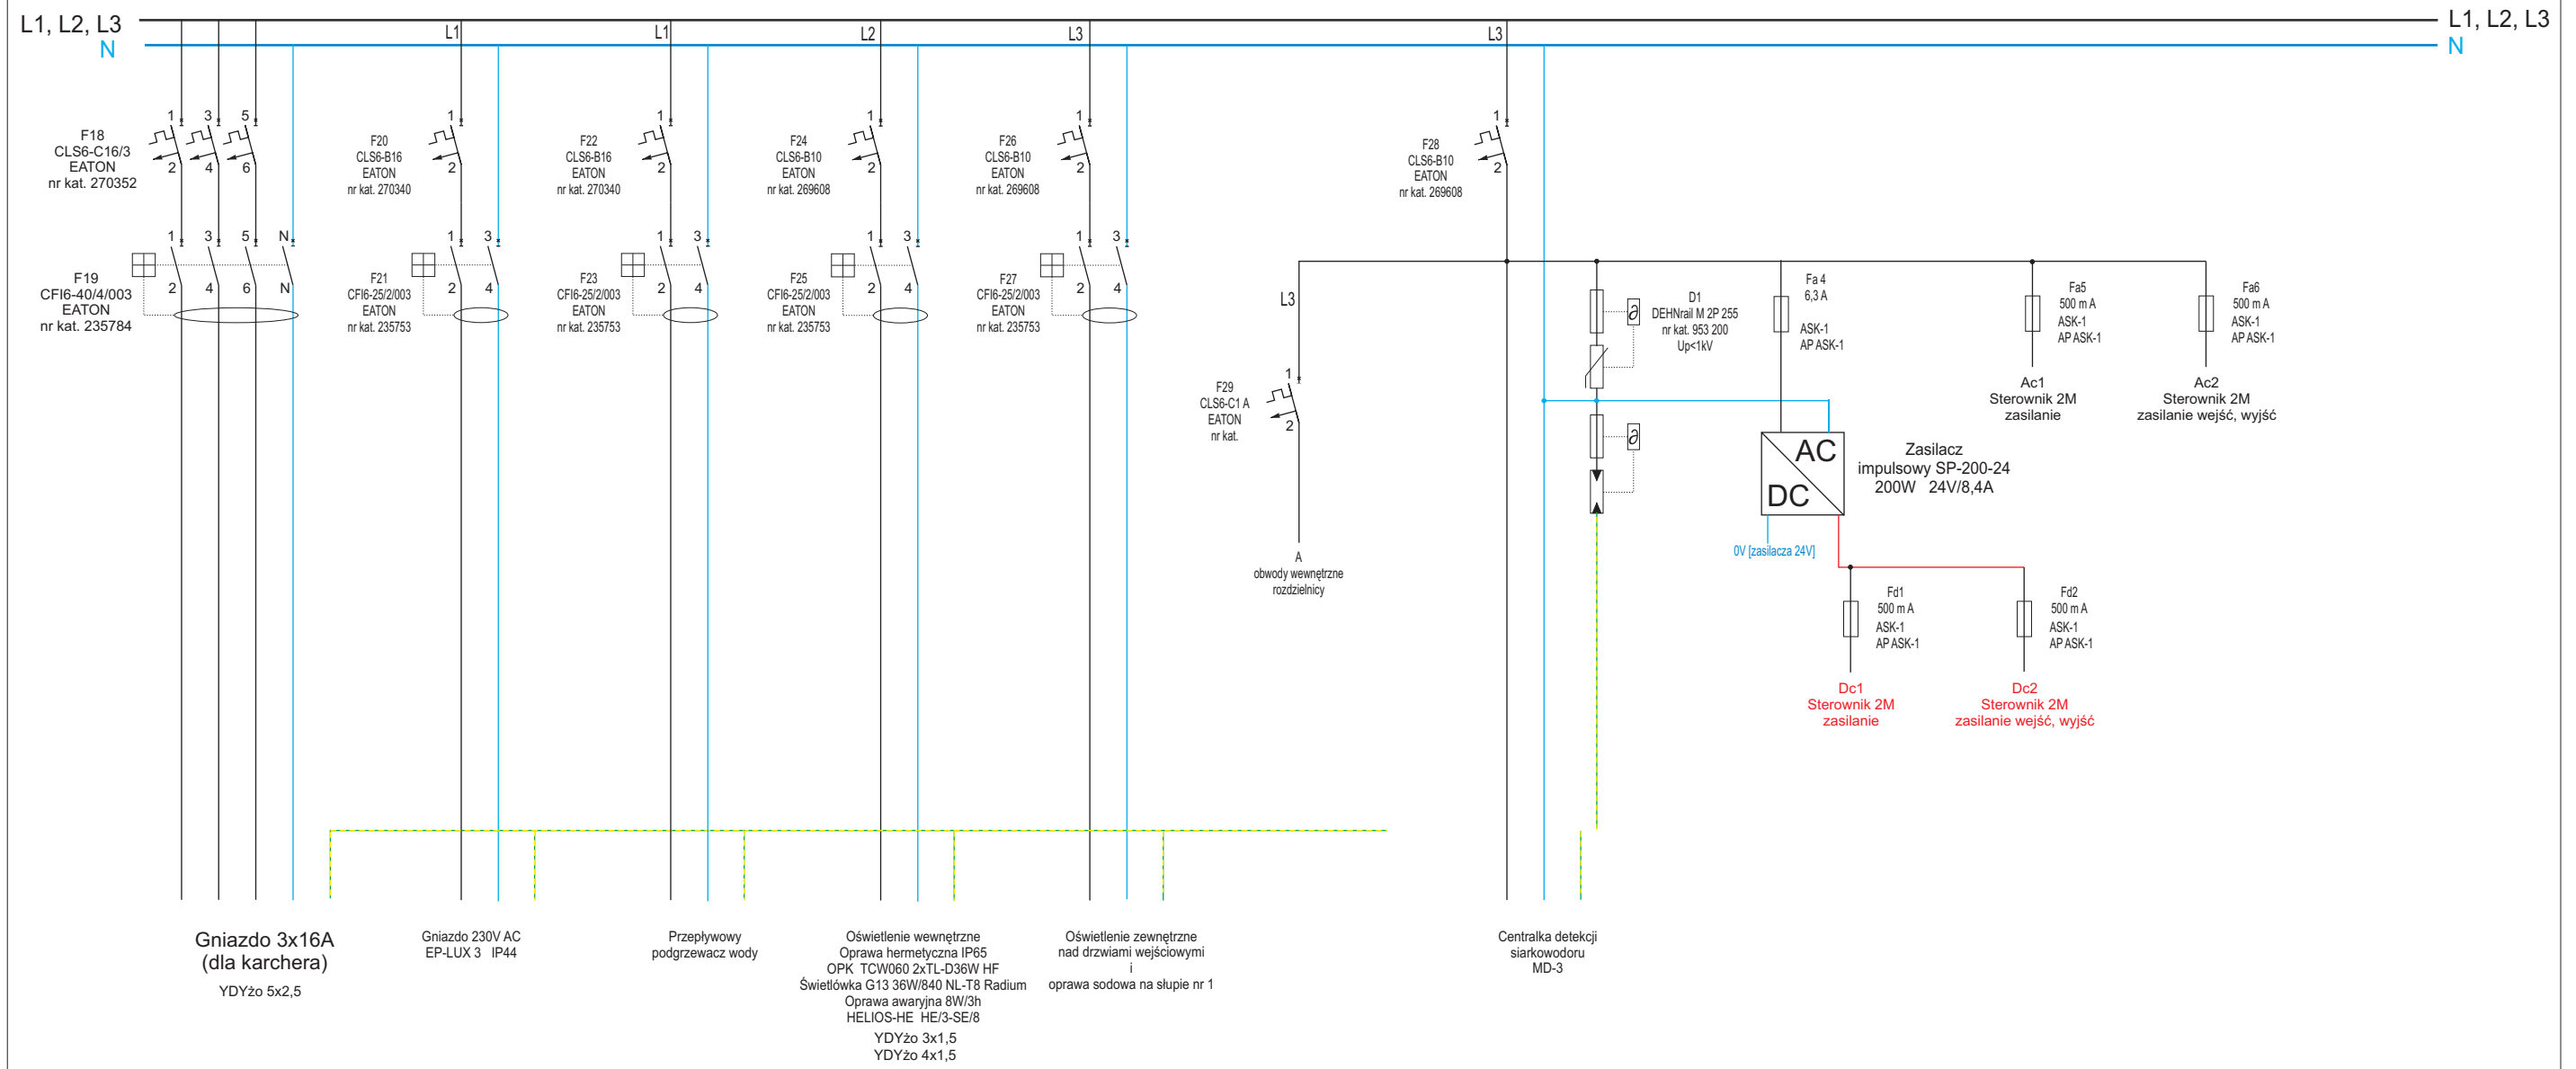 L1, L2, L3
N
L1, L2, L3
N
L1
L1
L2
L3
L3
F18
CLS6-C16/3
EATON
nr kat. 270352
1
3
5
2
4
6
F20
CLS6-B16
EATON
nr kat. 270340
1
2
F22
CLS6-B16
EATON
nr kat. 270340
1
2
F24
CLS6-B10
EATON
nr kat. 269608
1
2
F26
CLS6-B10
EATON
nr kat. 269608
1
2
F28
CLS6-B10
EATON
nr kat. 269608
1
2
F19
CFI6-40/4/003
EATON
nr kat. 235784
1
3
5
N
2
4
6
N
F21
CFI6-25/2/003
EATON
nr kat. 235753
1
3
2
4
F23
CFI6-25/2/003
EATON
nr kat. 235753
1
3
2
4
F25
CFI6-25/2/003
EATON
nr kat. 235753
1
3
2
4
F27
CFI6-25/2/003
EATON
nr kat. 235753
1
3
2
4
L3
F29
CLS6-C1 A
EATON
nr kat.
1
2
A
obwody wewnętrzne
rozdzielnicy
D1
DEHNrail M 2P 255
nr kat. 953 200
Up<1kV
Fa 4
6,3 A
ASK-1
AP ASK-1
Fa5
500 m A
ASK-1
AP ASK-1
Fa6
500 m A
ASK-1
AP ASK-1
Ac1
Sterownik 2M
zasilanie
Ac2
Sterownik 2M
zasilanie wejść, wyjść
AC
DC
Zasilacz
impulsowy SP-200-24
200W 24V/8,4A
0V [zasilacza 24V]
Fd1
500 m A
ASK-1
AP ASK-1
Fd2
500 m A
ASK-1
AP ASK-1
Dc1
Sterownik 2M
zasilanie
Dc2
Sterownik 2M
zasilanie wejść, wyjść
Gniazdo 3x16A
(dla karchera)
YDYżo 5x2,5
Gniazdo 230V AC
EP-LUX 3 IP44
Przepływowy
podgrzewacz wody
Oświetlenie wewnętrzne
Oprawa hermetyczna IP65
OPK TCW060 2xTL-D36W HF
Świetlówka G13 36W/840 NL-T8 Radium
Oprawa awaryjna 8W/3h
HELIOS-HE HE/3-SE/8
YDYżo 3x1,5
YDYżo 4x1,5
Oświetlenie zewnętrzne
nad drzwiami wejściowymi
i
oprawa sodowa na słupie nr 1
Centralka detekcji
siarkowodoru
MD-3